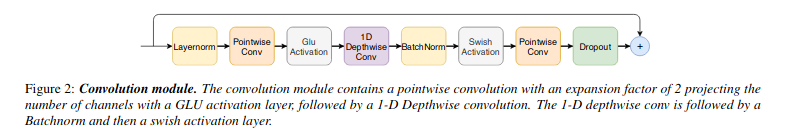 Layernorm
Pointwise
Conv
Glu
Activation
1D
Depthwise
Conv
BatchNorm
Swish
Activation
Pointwise
Conv
Dropout
+
Figure 2: Convolution module. The convolution module contains a pointwise convolution with an expansion factor of 2 projecting the
number of channels with a GLU activation layer, followed by a 1-D Depthwise convolution. The 1-D depthwise conv is followed by a
Batchnorm and then a swish activation layer.